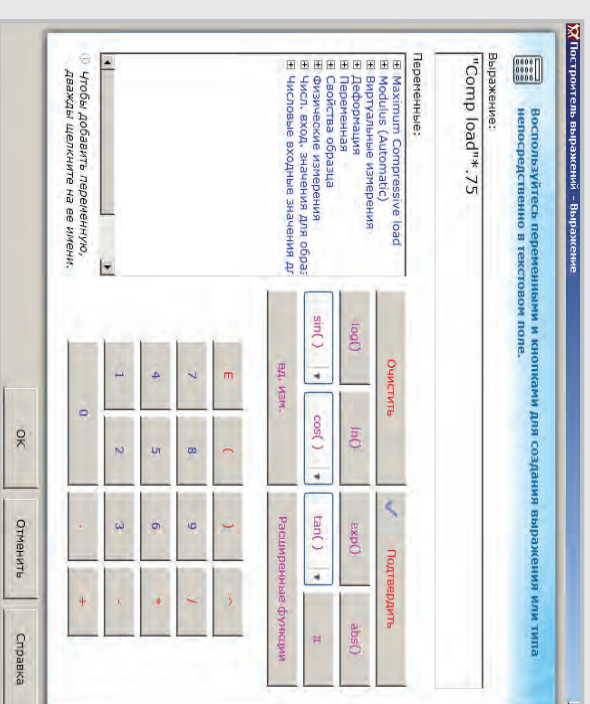 Построитель выражений - Выражение
Воспользуйтесь переменными и кнопками для создания выражения или типа
непосредственно в текстовом поле.
Выражение:
"Comp load"*.75
Переменные:
Maximum Compressive load
Modulus (Automatic)
Виртуальные измерения
Деформация
Переменная
Свойства образца
Физические измерения
Числ. вход. значения для образ
Числовые входные значения дл
Чтобы добавить переменную,
дважды щелкните на ее имени.
Очистить
Подтвердить
log() ln() exp() abs()
sin() cos() tan() π
вд. изм. Расширенные функции
E ( ) ^
7 8 9 /
4 5 6 *
1 2 3 -
0 . +
OK Отменить Справка